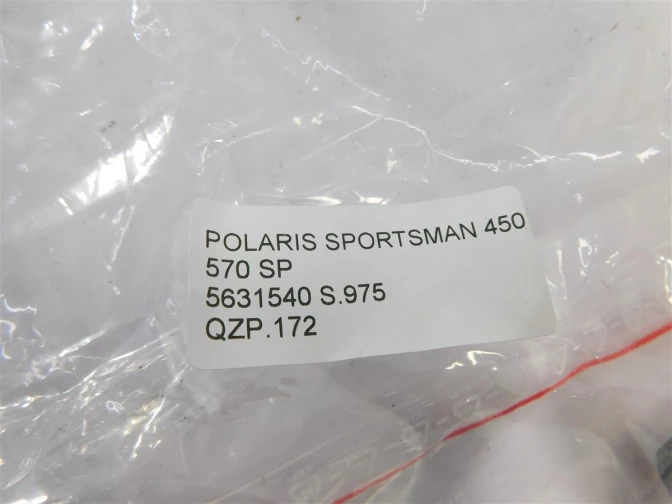 POLARIS SPORTSMAN 450
570 SP
5631540 S.975
QZP.172